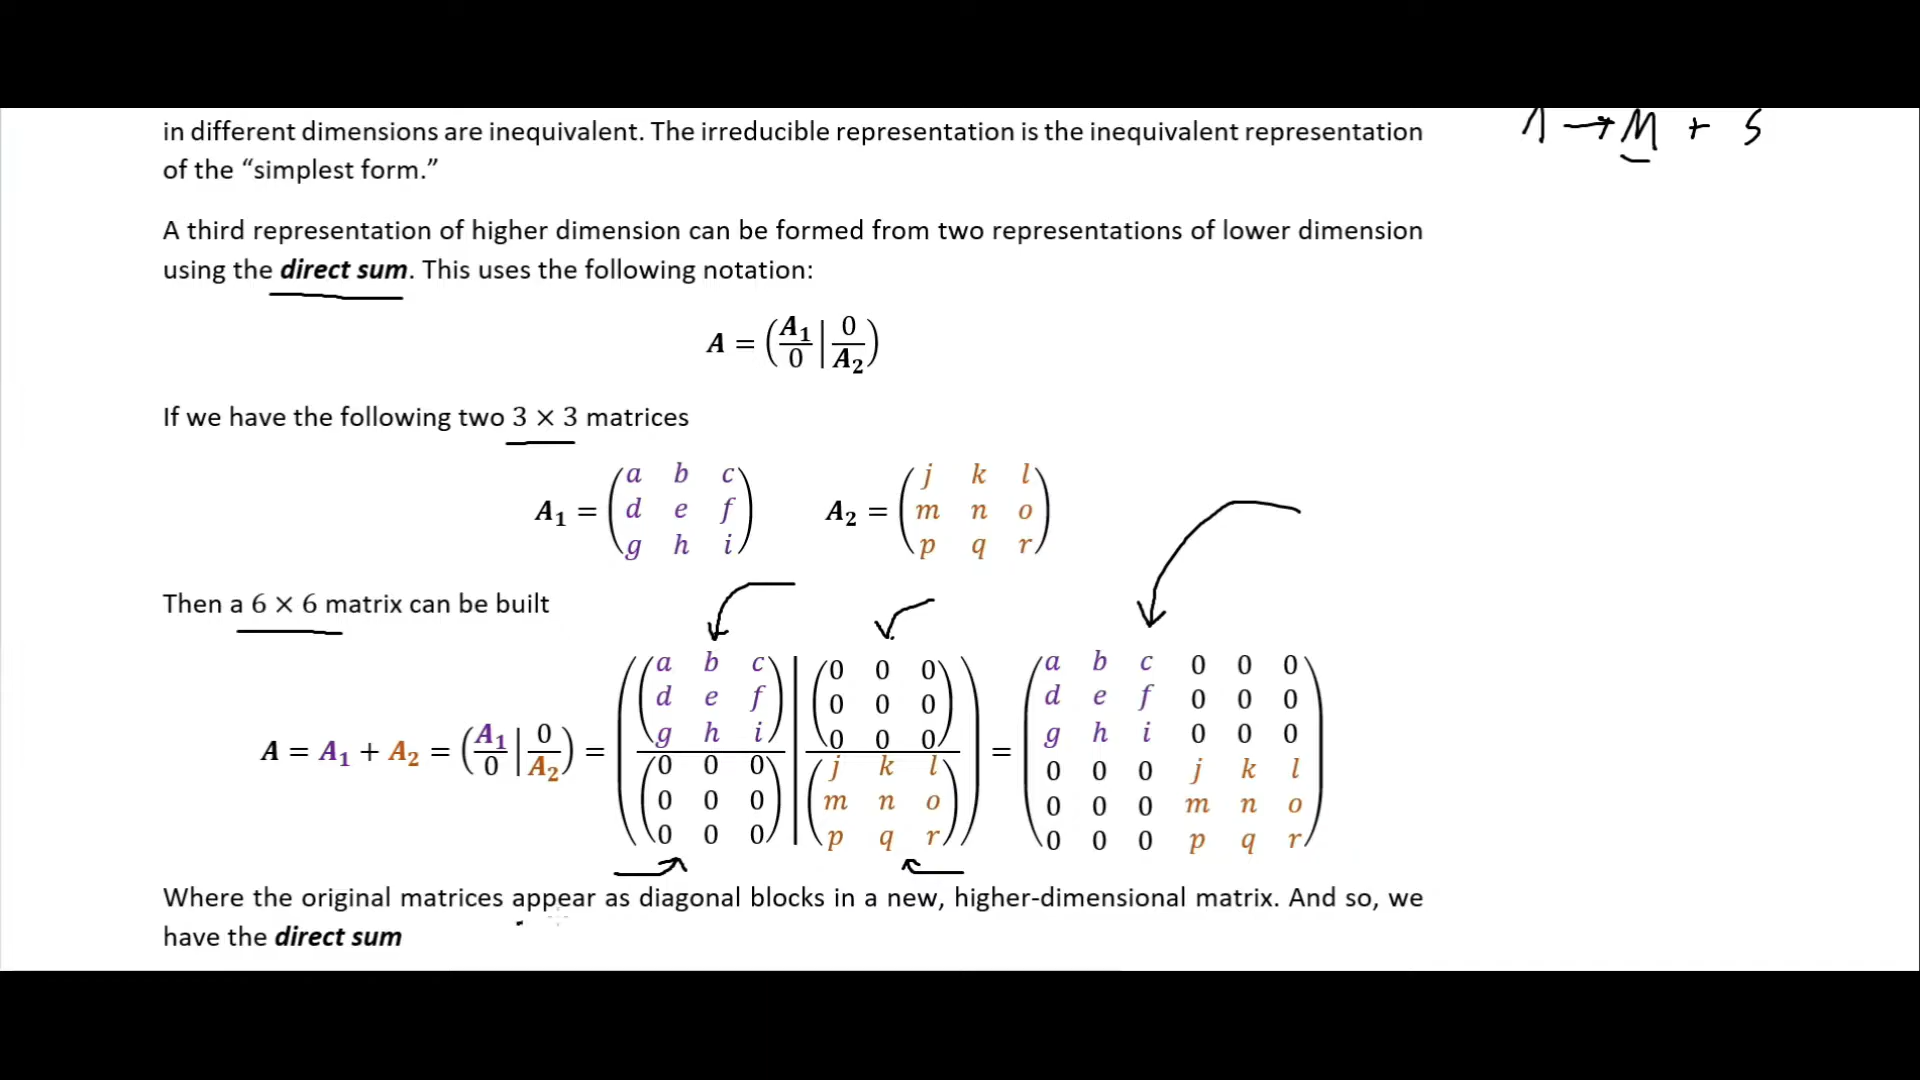 in different dimensions are inequivalent. The irreducible representation is the inequivalent representation
of the “simplest form.”
→ M + S
A third representation of higher dimension can be formed from two representations of lower dimension
using the direct sum. This uses the following notation:
A = (A₁/0 | 0/A₂)
If we have the following two 3 × 3 matrices
A₁ = (a b c
d e f
g h i)
A₂ = (j k l
m n o
p q r)
Then a 6 × 6 matrix can be built
A = A₁ + A₂ = (A₁/0 | 0/A₂) =
((a b c
d e f
g h i)
(0 0 0
0 0 0
0 0 0)
|
(0 0 0
0 0 0
0 0 0)
(j k l
m n o
p q r))
=
(a b c 0 0 0
d e f 0 0 0
g h i 0 0 0
0 0 0 j k l
0 0 0 m n o
0 0 0 p q r)
Where the original matrices appear as diagonal blocks in a new, higher-dimensional matrix. And so, we
have the direct sum